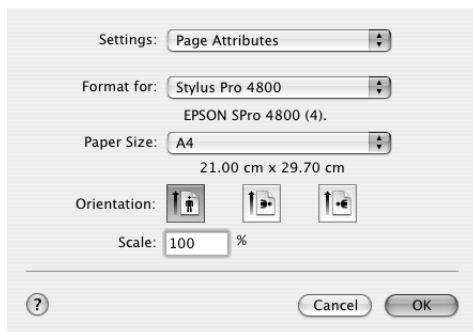 Settings: Page Attributes
Format for: Stylus Pro 4800
EPSON SPro 4800 (4).
Paper Size: A4
21.00 cm x 29.70 cm
Orientation:
Scale: 100 %
? Cancel OK